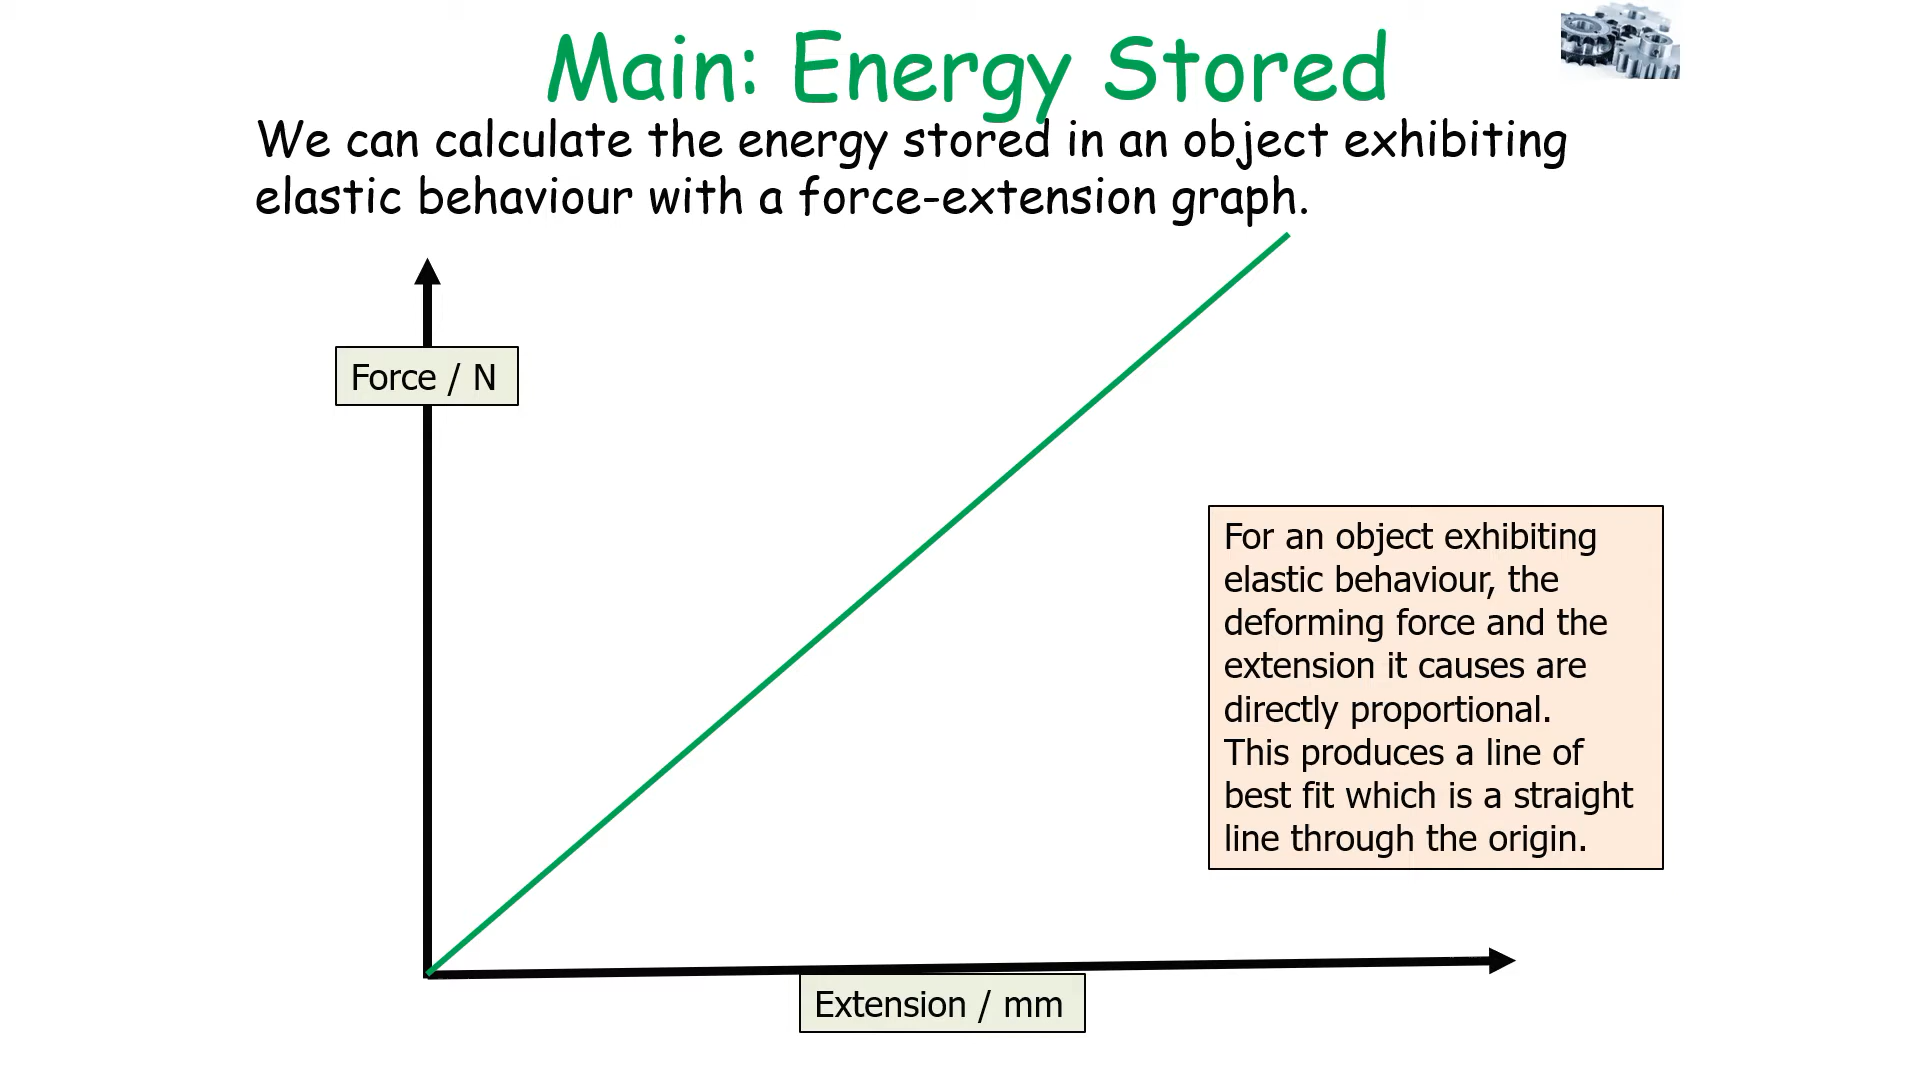 Main: Energy Stored
We can calculate the energy stored in an object exhibiting
elastic behaviour with a force-extension graph.
Force / N
For an object exhibiting
elastic behaviour, the
deforming force and the
extension it causes are
directly proportional.
This produces a line of
best fit which is a straight
line through the origin.
Extension / mm